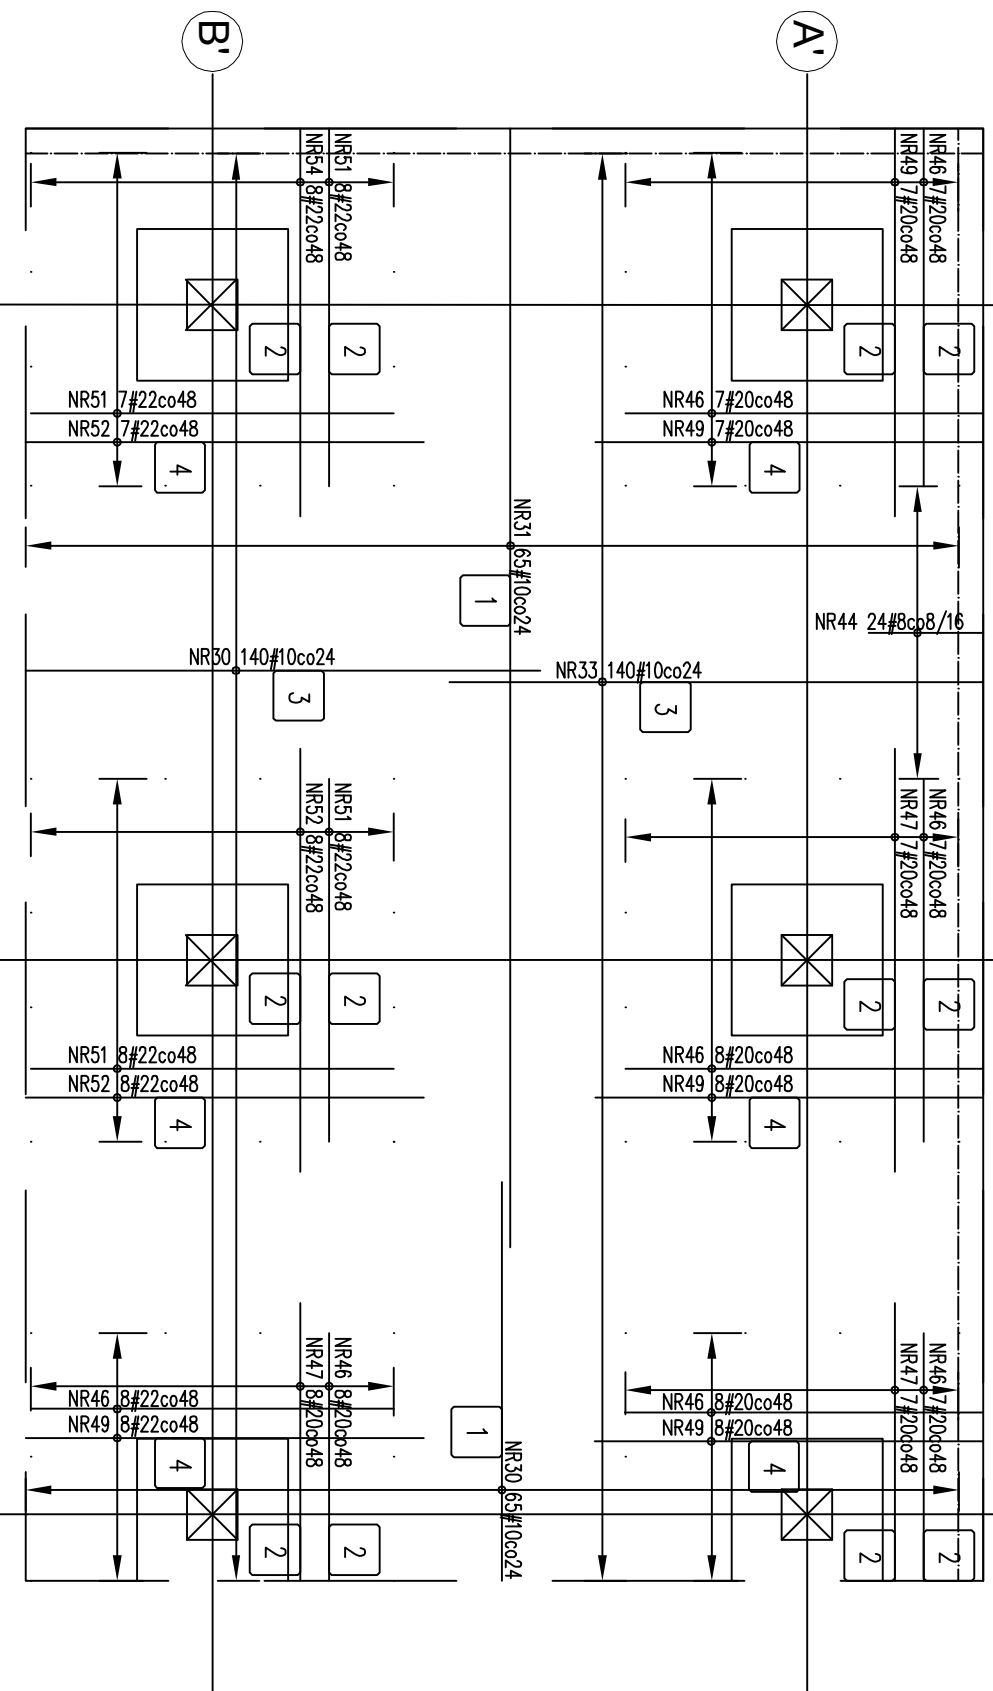 B'
A'
NR54 8#22co48
NR51 8#22co48
NR49 7#20co48
NR46 7#20co48
2
2
2
2
NR51 7#22co48
NR52 7#22co48
4
NR46 7#20co48
NR49 7#20co48
4
NR31 65#10co24
1
NR44 24#8co8/16
NR30 140#10co24
3
NR33 140#10co24
3
NR52 8#22co48
NR51 8#22co48
NR47 7#20co48
NR46 7#20co48
2
2
2
2
NR51 8#22co48
NR52 8#22co48
4
NR46 8#20co48
NR49 8#20co48
4
NR47 8#20co48
NR46 8#20co48
NR47 7#20co48
NR46 7#20co48
NR46 8#22co48
NR49 8#22co48
4
NR46 8#20co48
NR49 8#20co48
4
1
NR30 65#10co24
2
2
2
2